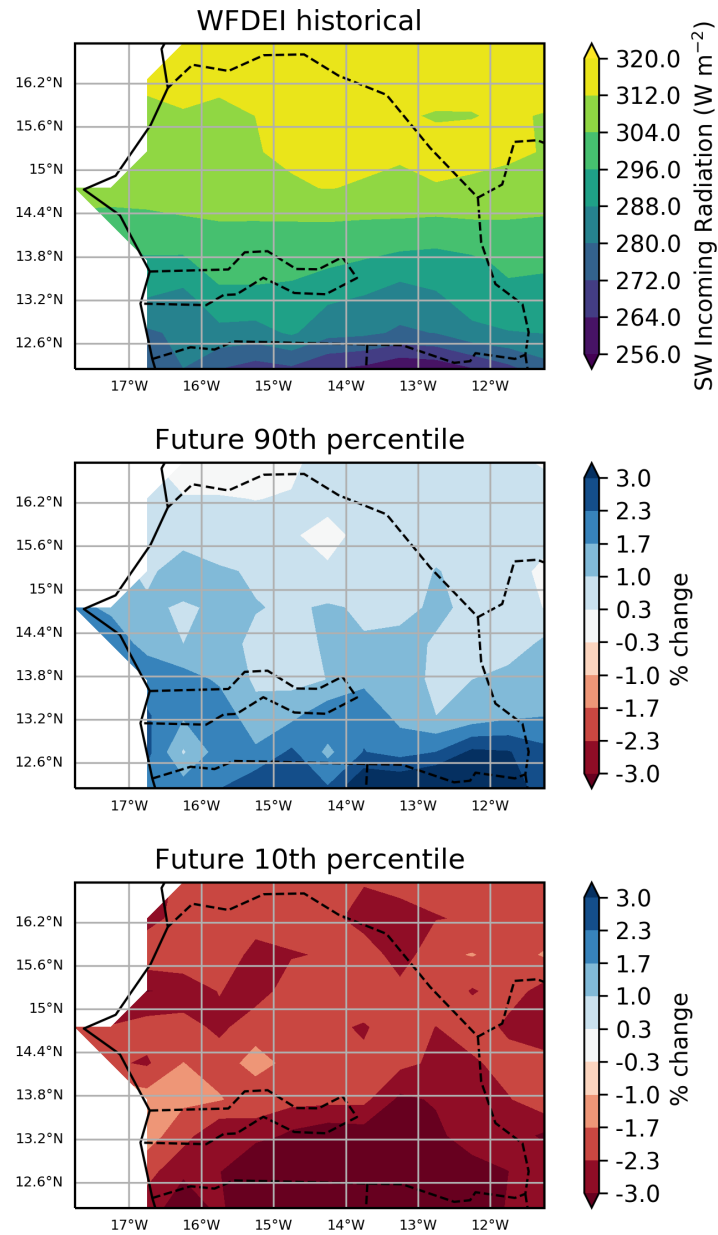 WFDEI historical
16.2°N
15.6°N
15°N
14.4°N
13.8°N
13.2°N
12.6°N
17°W 16°W 15°W 14°W 13°W 12°W
320.0
312.0
304.0
296.0
288.0
280.0
272.0
264.0
256.0
SW Incoming Radiation (W m⁻²)
Future 90th percentile
16.2°N
15.6°N
15°N
14.4°N
13.8°N
13.2°N
12.6°N
17°W 16°W 15°W 14°W 13°W 12°W
3.0
2.3
1.7
1.0
0.3
-0.3
-1.0
-1.7
-2.3
-3.0
% change
Future 10th percentile
16.2°N
15.6°N
15°N
14.4°N
13.8°N
13.2°N
12.6°N
17°W 16°W 15°W 14°W 13°W 12°W
3.0
2.3
1.7
1.0
0.3
-0.3
-1.0
-1.7
-2.3
-3.0
% change